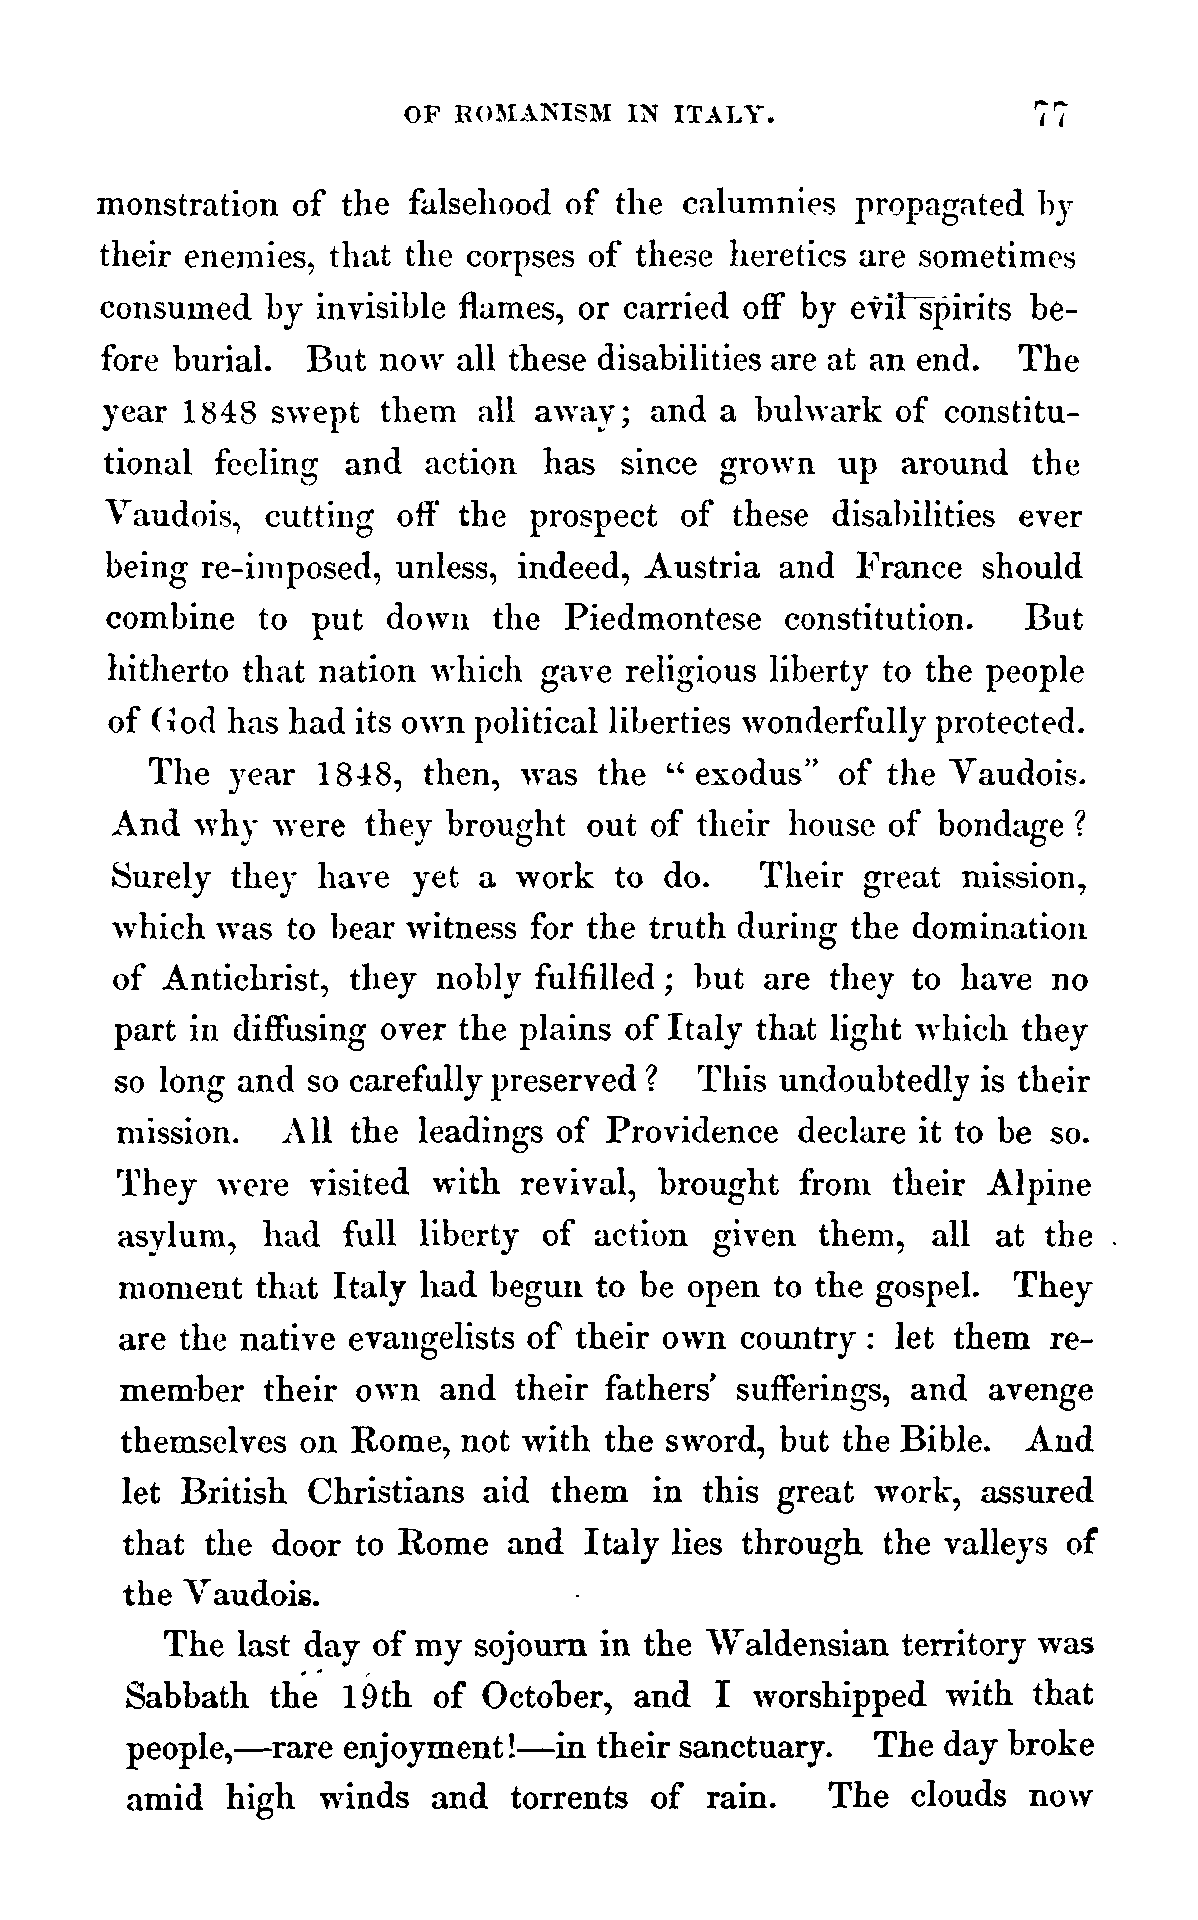 OF ROMANISM IN ITALY. 77
monstration of the falsehood of the calumnies propagated by
their enemies, that the corpses of these heretics are sometimes
consumed by invisible flames, or carried off by evil spirits be-
fore burial. But now all these disabilities are at an end. The
year 1848 swept them all away; and a bulwark of constitu-
tional feeling and action has since grown up around the
Vaudois, cutting off the prospect of these disabilities ever
being re-imposed, unless, indeed, Austria and France should
combine to put down the Piedmontese constitution. But
hitherto that nation which gave religious liberty to the people
of God has had its own political liberties wonderfully protected.
The year 1848, then, was the "exodus" of the Vaudois.
And why were they brought out of their house of bondage?
Surely they have yet a work to do. Their great mission,
which was to bear witness for the truth during the domination
of Antichrist, they nobly fulfilled; but are they to have no
part in diffusing over the plains of Italy that light which they
so long and so carefully preserved? This undoubtedly is their
mission. All the leadings of Providence declare it to be so.
They were visited with revival, brought from their Alpine
asylum, had full liberty of action given them, all at the
moment that Italy had begun to be open to the gospel. They
are the native evangelists of their own country: let them re-
member their own and their fathers' sufferings, and avenge
themselves on Rome, not with the sword, but the Bible. And
let British Christians aid them in this great work, assured
that the door to Rome and Italy lies through the valleys of
the Vaudois.
The last day of my sojourn in the Waldensian territory was
Sabbath the 19th of October, and I worshipped with that
people,—rare enjoyment!—in their sanctuary. The day broke
amid high winds and torrents of rain. The clouds now